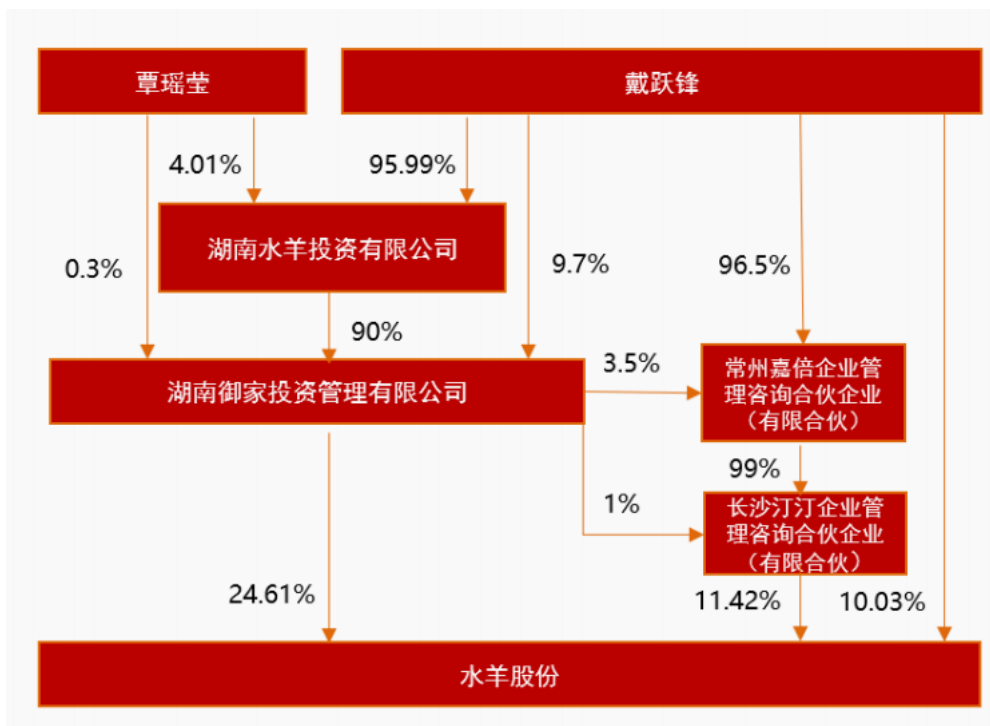 覃瑶莹
戴跃锋
4.01%
95.99%
湖南水羊投资有限公司
0.3%
9.7%
96.5%
90%
3.5%
湖南御家投资管理有限公司
常州嘉倍企业管
理咨询合伙企业
（有限合伙）
99%
1%
长沙汀汀企业管
理咨询合伙企业
（有限合伙）
24.61%
11.42%
10.03%
水羊股份